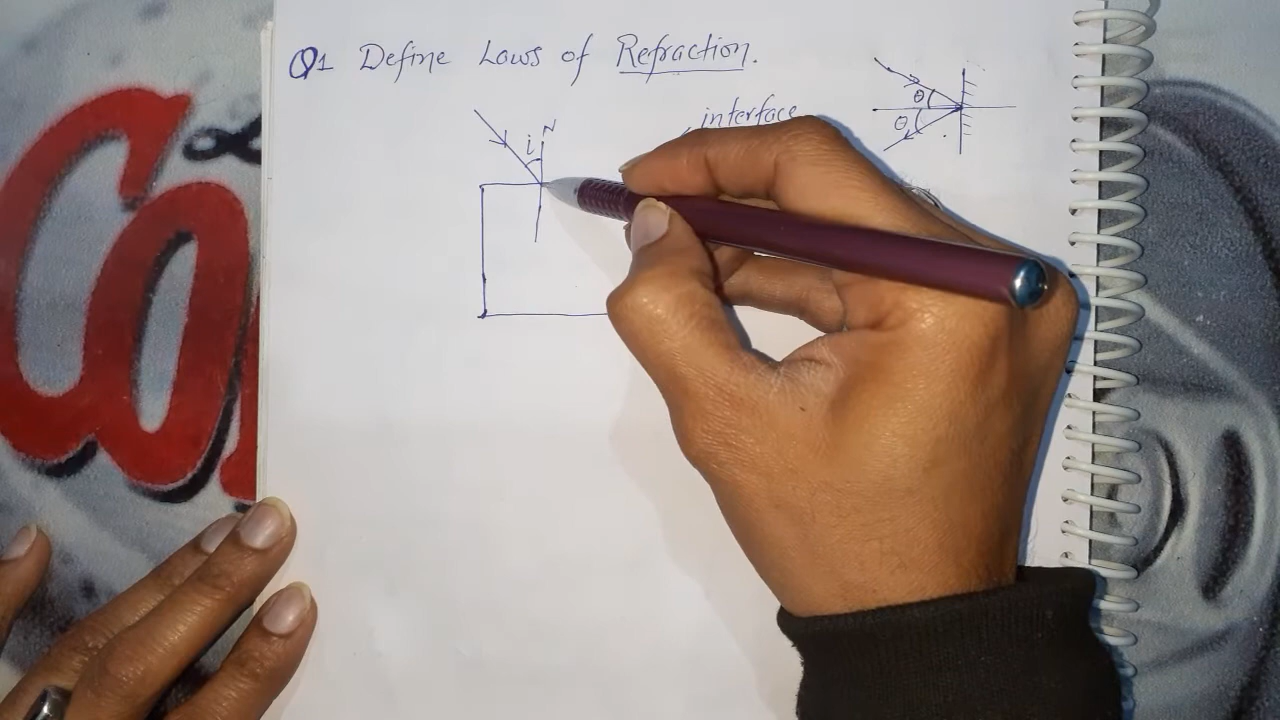 Q1 Define Laws of Refraction.
interface
N
i
θ
θ